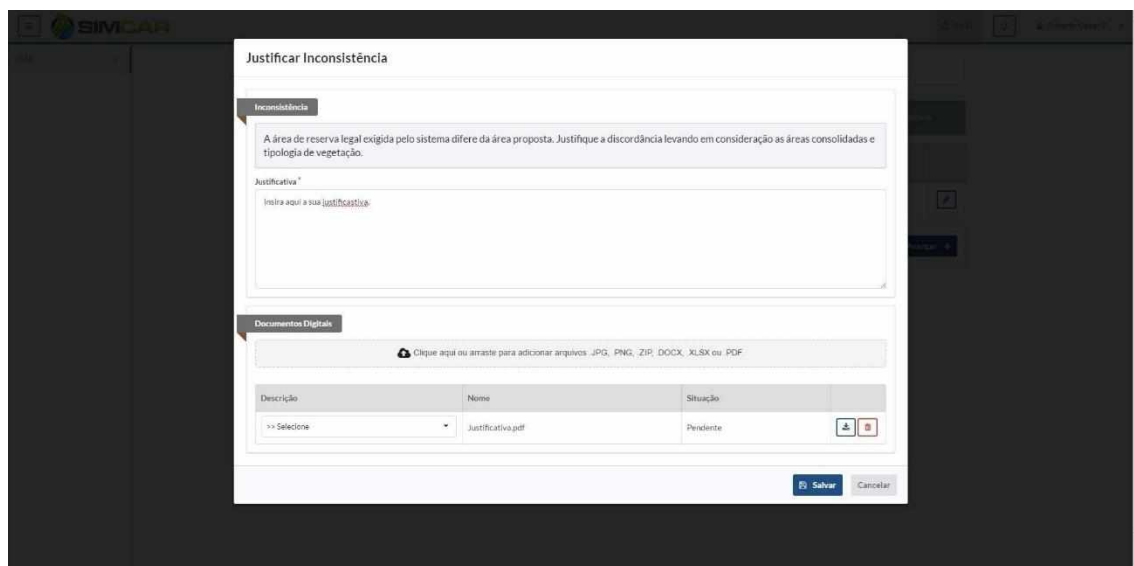 SIMCAR
Justificar Inconsistência
Inconsistência
A área de reserva legal exigida pelo sistema difere da área proposta. Justifique a discordância levando em consideração as áreas consolidadas e
tipologia de vegetação.
Justificativa *
Insira aqui a sua justificastiva.
Documentos Digitais
Clique aqui ou arraste para adicionar arquivos .JPG, .PNG, .ZIP, .DOCX, .XLSX ou .PDF
Descrição Nome Situação
>> Selecione Justificativa.pdf Pendente
Salvar Cancelar